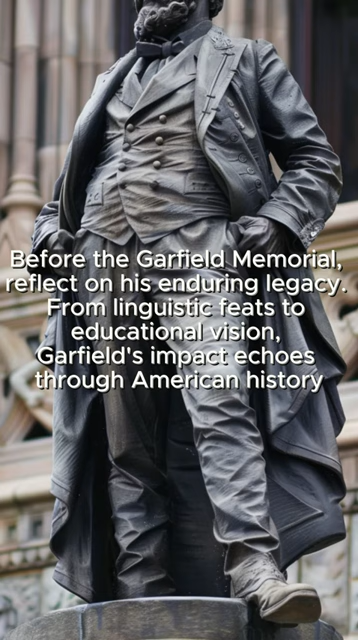 Before the Garfield Memorial,
reflect on his enduring legacy.
From linguistic feats to
educational vision,
Garfield's impact echoes
through American history